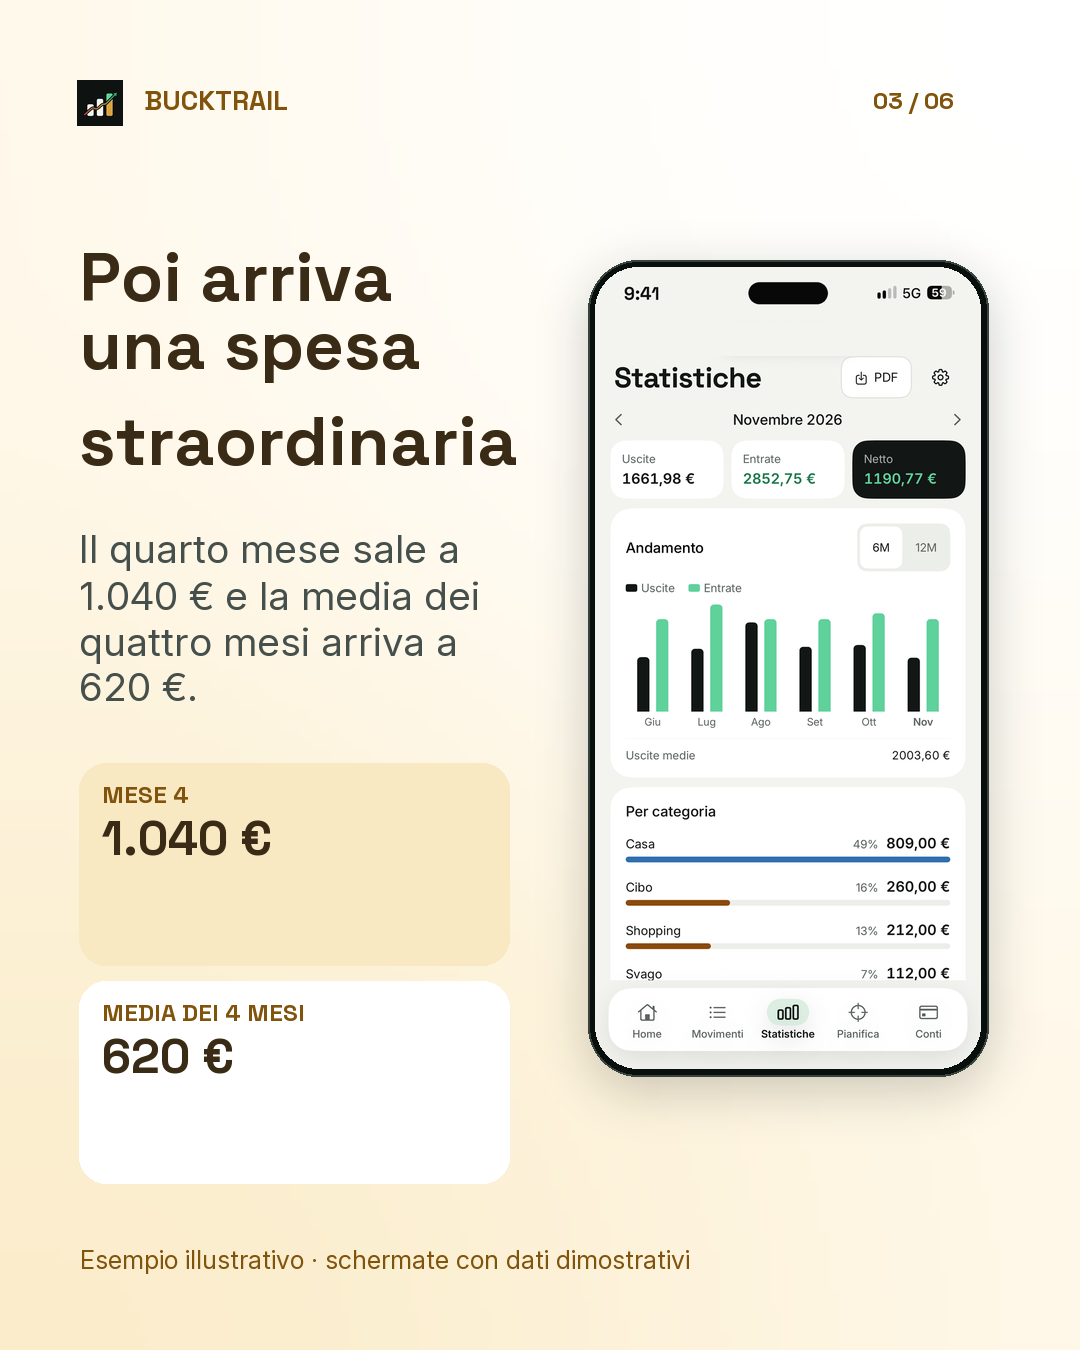 BUCKTRAIL
03 / 06
Poi arriva
una spesa
straordinaria
Il quarto mese sale a
1.040 € e la media dei
quattro mesi arriva a
620 €.
MESE 4
1.040 €
MEDIA DEI 4 MESI
620 €
9:41
5G 59
Statistiche
PDF
Novembre 2026
Uscite
1661,98 €
Entrate
2852,75 €
Netto
1190,77 €
Andamento
6M 12M
Uscite Entrate
Giu Lug Ago Set Ott Nov
Uscite medie 2003,60 €
Per categoria
Casa 49% 809,00 €
Cibo 16% 260,00 €
Shopping 13% 212,00 €
Svago 7% 112,00 €
Home Movimenti Statistiche Pianifica Conti
Esempio illustrativo · schermate con dati dimostrativi